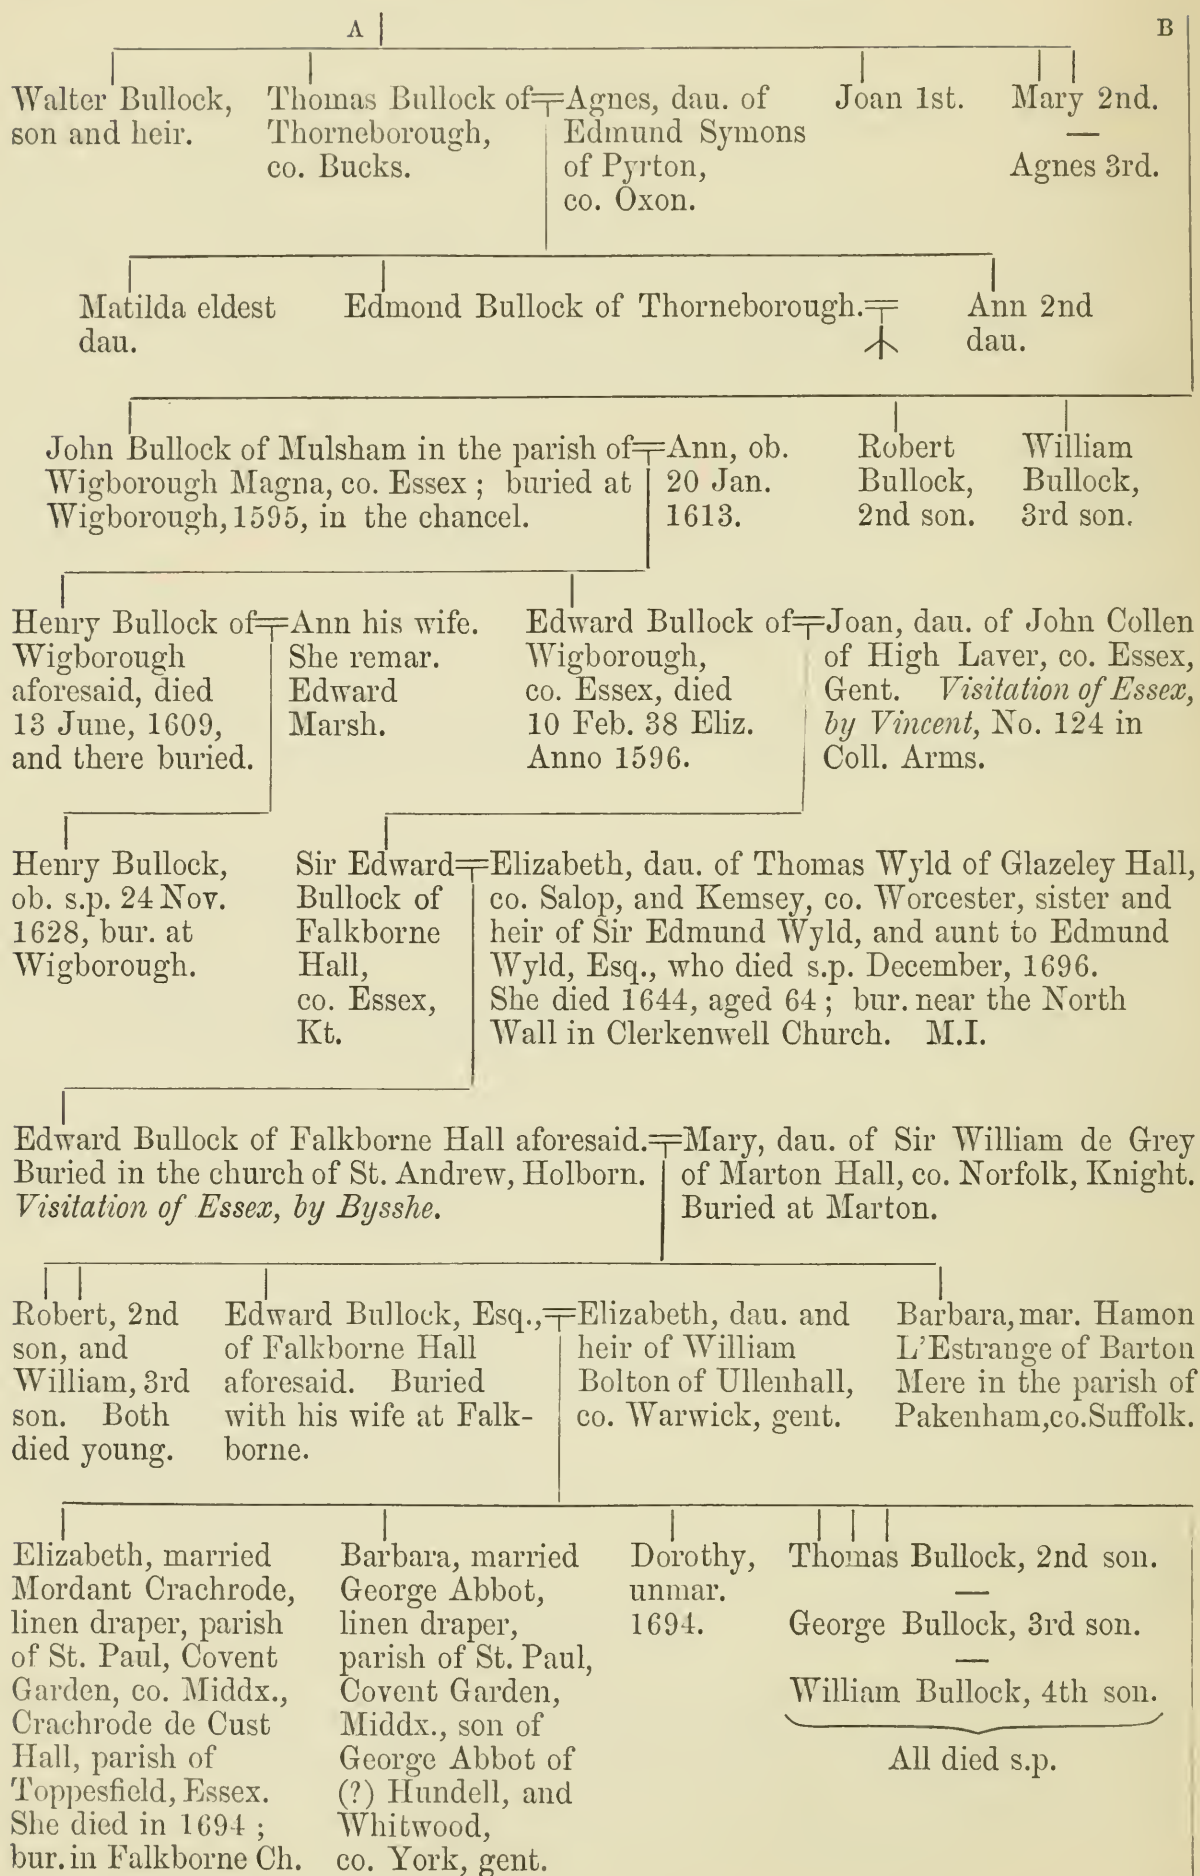 A B
Walter Bullock,
son and heir.
Thomas Bullock of
Thorneborough,
co. Bucks.
Agnes, dau. of
Edmund Symons
of Pyrton,
co. Oxon.
Joan 1st.
Mary 2nd.
—
Agnes 3rd.
Matilda eldest
dau.
Edmond Bullock of Thorneborough.
Ann 2nd
dau.
John Bullock of Mulsham in the parish of
Wigborough Magna, co. Essex ; buried at
Wigborough, 1595, in the chancel.
Ann, ob.
20 Jan.
1613.
Robert
Bullock,
2nd son.
William
Bullock,
3rd son.
Henry Bullock of
Wigborough
aforesaid, died
13 June, 1609,
and there buried.
Ann his wife.
She remar.
Edward
Marsh.
Edward Bullock of
Wigborough,
co. Essex, died
10 Feb. 38 Eliz.
Anno 1596.
Joan, dau. of John Collen
of High Laver, co. Essex,
Gent. Visitation of Essex,
by Vincent, No. 124 in
Coll. Arms.
Henry Bullock,
ob. s.p. 24 Nov.
1628, bur. at
Wigborough.
Sir Edward
Bullock of
Falkborne
Hall,
co. Essex,
Kt.
Elizabeth, dau. of Thomas Wyld of Glazeley Hall,
co. Salop, and Kemsey, co. Worcester, sister and
heir of Sir Edmund Wyld, and aunt to Edmund
Wyld, Esq., who died s.p. December, 1696.
She died 1644, aged 64 ; bur. near the North
Wall in Clerkenwell Church. M.I.
Edward Bullock of Falkborne Hall aforesaid.
Buried in the church of St. Andrew, Holborn.
Visitation of Essex, by Bysshe.
Mary, dau. of Sir William de Grey
of Marton Hall, co. Norfolk, Knight.
Buried at Marton.
Robert, 2nd
son, and
William, 3rd
son. Both
died young.
Edward Bullock, Esq.,
of Falkborne Hall
aforesaid. Buried
with his wife at Falk-
borne.
Elizabeth, dau. and
heir of William
Bolton of Ullenhall,
co. Warwick, gent.
Barbara, mar. Hamon
L'Estrange of Barton
Mere in the parish of
Pakenham, co. Suffolk.
Elizabeth, married
Mordant Crachrode,
linen draper, parish
of St. Paul, Covent
Garden, co. Middx.,
Crachrode de Cust
Hall, parish of
Toppesfield, Essex.
She died in 1694 ;
bur. in Falkborne Ch.
Barbara, married
George Abbot,
linen draper,
parish of St. Paul,
Covent Garden,
Middx., son of
George Abbot of
(?) Hundell, and
Whitwood,
co. York, gent.
Dorothy,
unmar.
1694.
Thomas Bullock, 2nd son.
—
George Bullock, 3rd son.
—
William Bullock, 4th son.
All died s.p.